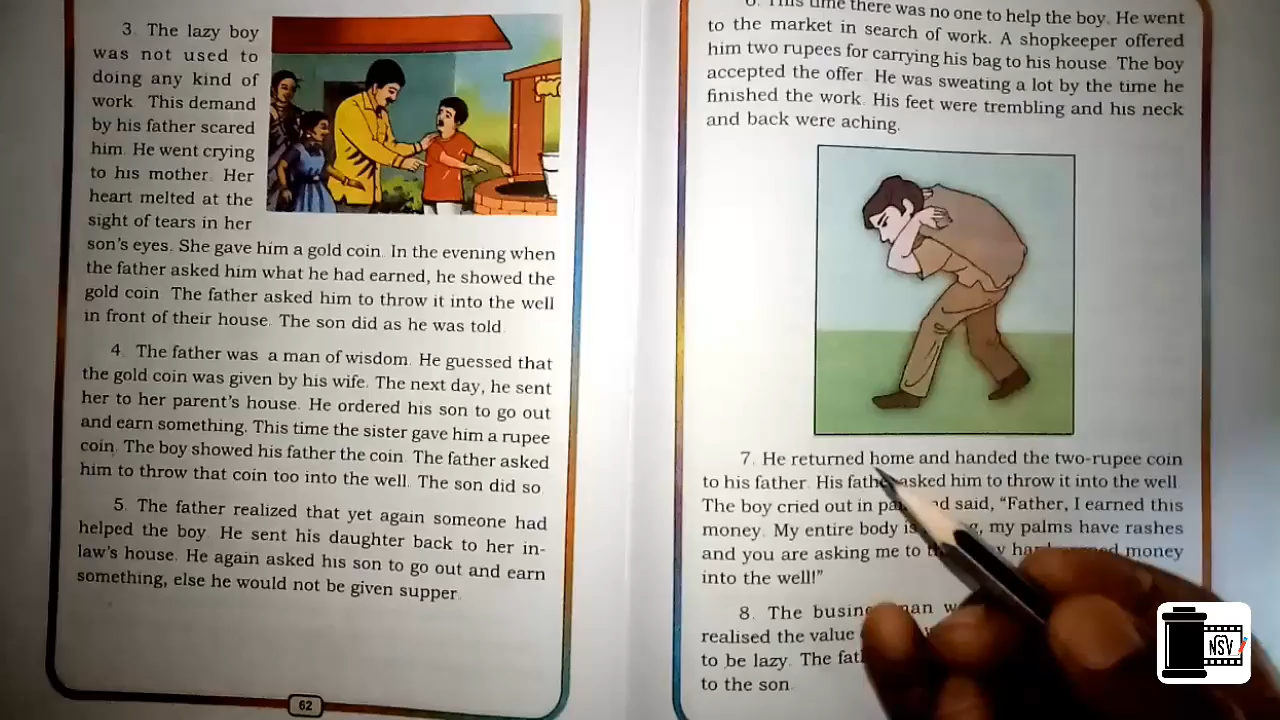 3. The lazy boy
was not used to
doing any kind of
work. This demand
by his father scared
him. He went crying
to his mother. Her
heart melted at the
sight of tears in her
son's eyes. She gave him a gold coin. In the evening when
the father asked him what he had earned, he showed the
gold coin. The father asked him to throw it into the well
in front of their house. The son did as he was told.
4. The father was a man of wisdom. He guessed that
the gold coin was given by his wife. The next day, he sent
her to her parent's house. He ordered his son to go out
and earn something. This time the sister gave him a rupee
coin. The boy showed his father the coin. The father asked
him to throw that coin too into the well. The son did so.
5. The father realized that yet again someone had
helped the boy. He sent his daughter back to her in-
law's house. He again asked his son to go out and earn
something, else he would not be given supper.
62
6. This time there was no one to help the boy. He went
to the market in search of work. A shopkeeper offered
him two rupees for carrying his bag to his house. The boy
accepted the offer. He was sweating a lot by the time he
finished the work. His feet were trembling and his neck
and back were aching.
7. He returned home and handed the two-rupee coin
to his father. His father asked him to throw it into the well.
The boy cried out in and said, "Father, I earned this
money. My entire body is my palms have rashes
and you are asking me to money
into the well!"
8. The
realised the value
to be lazy. The
to the son.
NSV